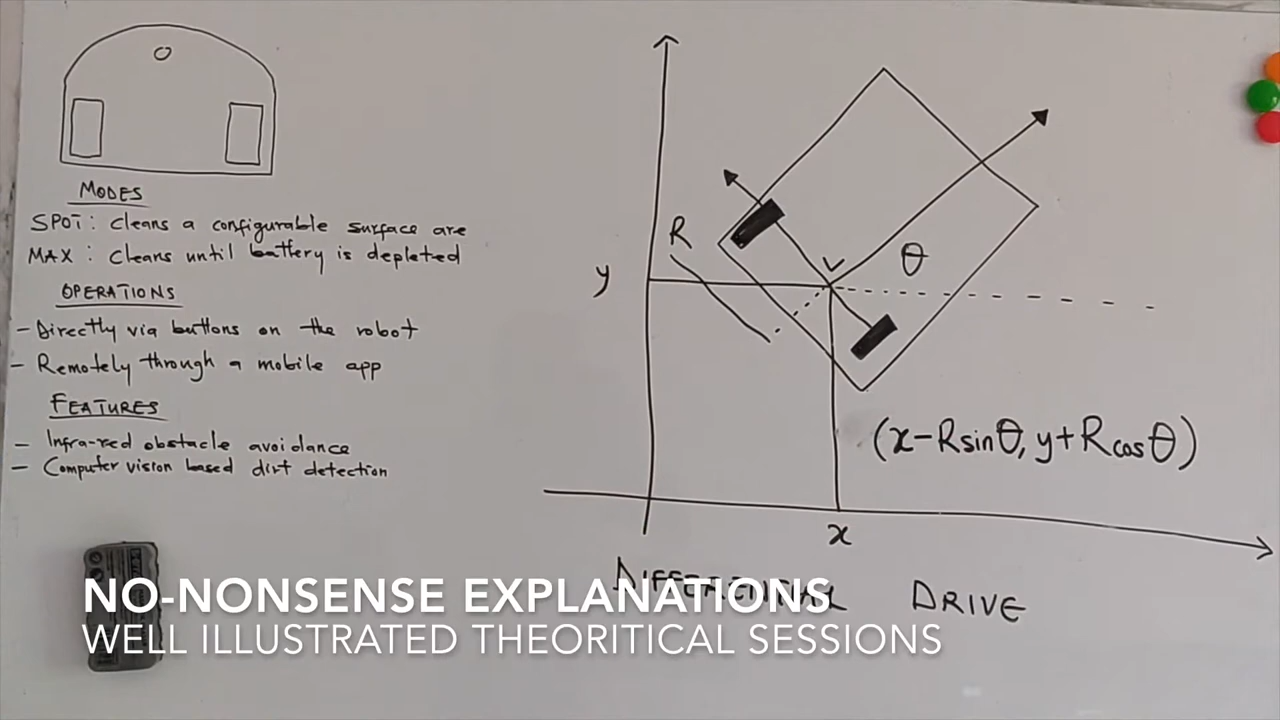 MODES
SPOT: Cleans a configurable surface are
MAX: Cleans until battery is depleted
OPERATIONS
- Directly via buttons on the robot
- Remotely through a mobile app
FEATURES
- Infra-red obstacle avoidance
- Computer vision based dirt detection
R
V
θ
y
(x-Rsinθ, y+Rcosθ)
x
DIFFERENTIAL DRIVE
NO-NONSENSE EXPLANATIONS
WELL ILLUSTRATED THEORITICAL SESSIONS